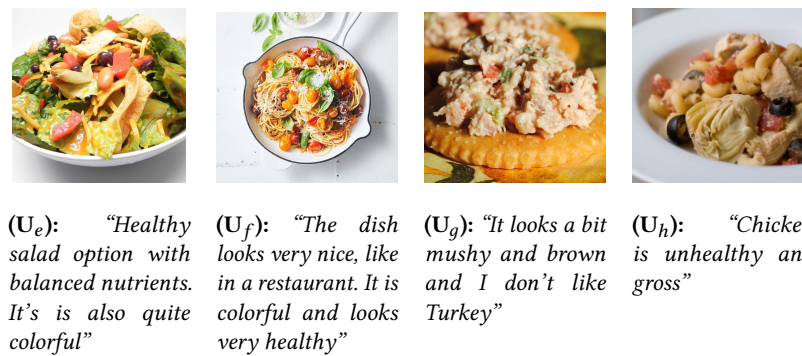 (Ue): “Healthy
salad option with
balanced nutrients.
It’s is also quite
colorful”
(Uf): “The dish
looks very nice, like
in a restaurant. It is
colorful and looks
very healthy”
(Ug): “It looks a bit
mushy and brown
and I don’t like
Turkey”
(Uh): “Chicke
is unhealthy an
gross”